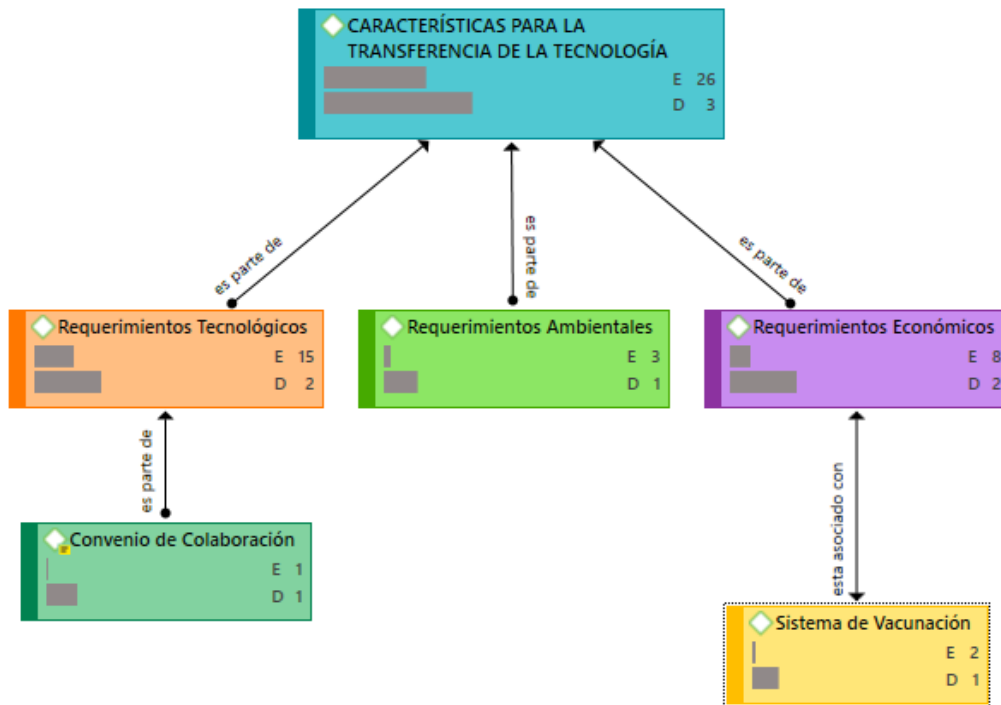 CARACTERÍSTICAS PARA LA
TRANSFERENCIA DE LA TECNOLOGÍA
E 26
D 3
es parte de
es parte de
es parte de
Requerimientos Tecnológicos
E 15
D 2
Requerimientos Ambientales
E 3
D 1
Requerimientos Económicos
E 8
D 2
es parte de
esta asociado con
Convenio de Colaboración
E 1
D 1
Sistema de Vacunación
E 2
D 1